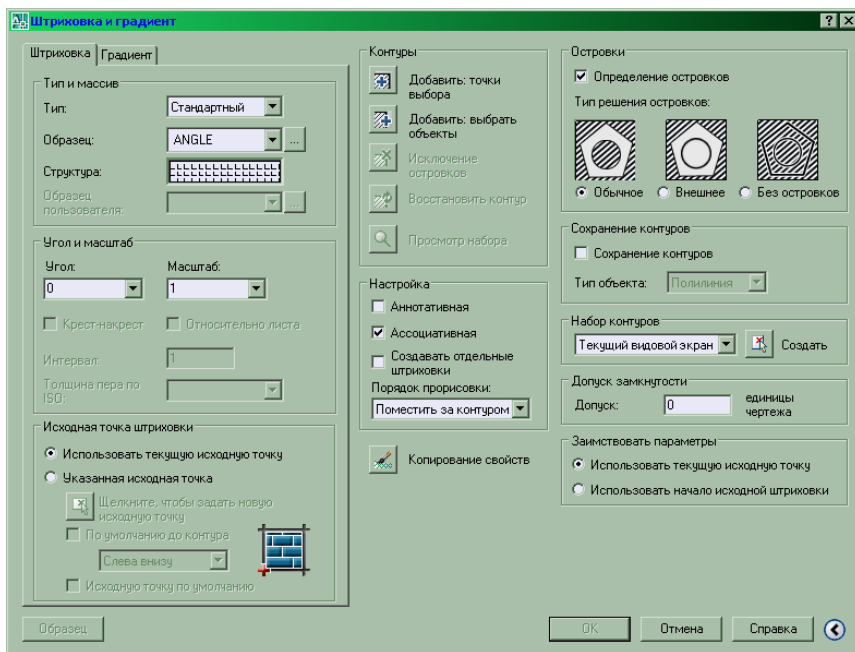 Штриховка и градиент
Штриховка
Градиент
Тип и массив
Тип:
Стандартный
Образец:
ANGLE
...
Структура:
Образец
пользователя:
...
Угол и масштаб
Угол:
Масштаб:
0
1
Крест-накрест
Относительно листа
Интервал:
1
Толщина пера по
ISO:
Исходная точка штриховки
Использовать текущую исходную точку
Указанная исходная точка
Щелкните, чтобы задать новую
исходную точку
По умолчанию до контура
Слева внизу
Исходную точку по умолчанию
Контуры
Добавить: точки
выбора
Добавить: выбрать
объекты
Исключение
островков
Восстановить контур
Просмотр набора
Настройка
Аннотативная
Ассоциативная
Создавать отдельные
штриховки
Порядок прорисовки:
Поместить за контуром
Копирование свойств
Островки
Определение островков
Тип решения островков:
Обычное
Внешнее
Без островков
Сохранение контуров
Сохранение контуров
Тип объекта:
Полилиния
Набор контуров
Текущий видовой экран
Создать
Допуск замкнутости
Допуск:
0
единицы
чертежа
Заимствовать параметры
Использовать текущую исходную точку
Использовать начало исходной штриховки
Образец
ОК
Отмена
Справка